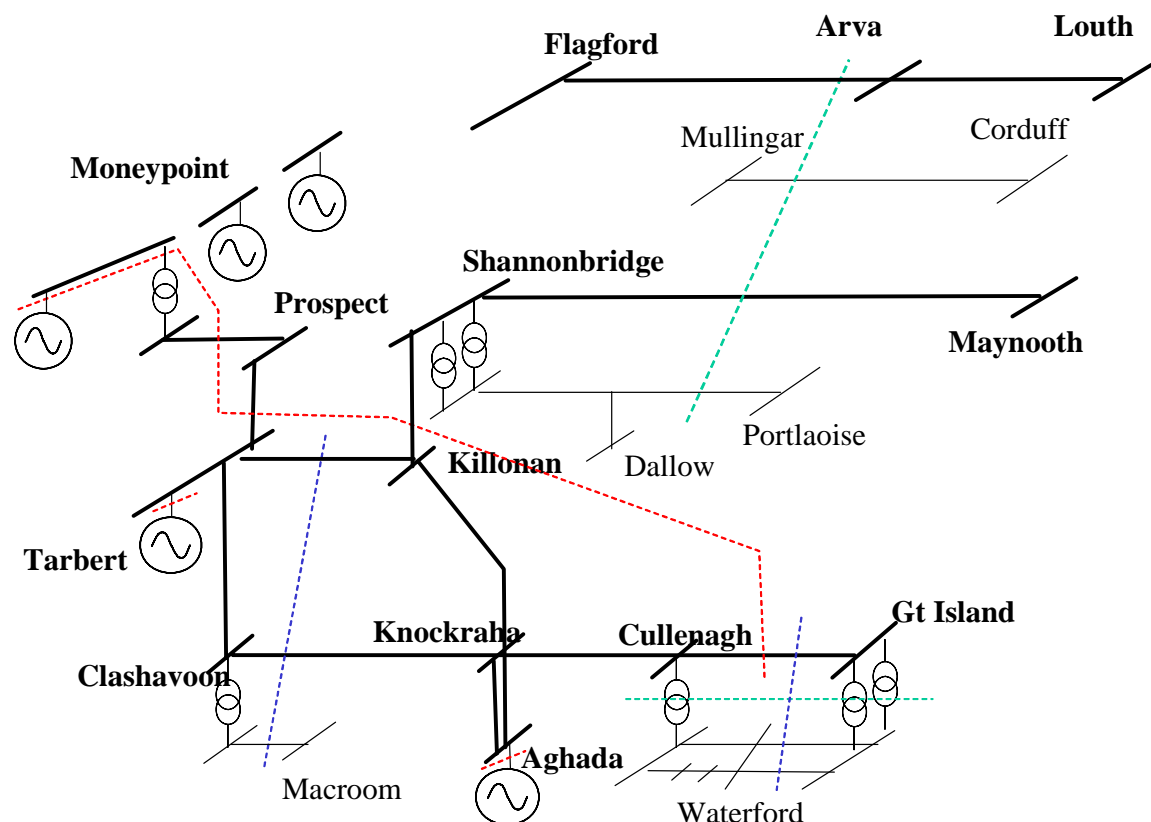 Arva
Louth
Flagford
Mullingar
Corduff
Moneypoint
Shannonbridge
Prospect
Maynooth
Portlaoise
Killonan
Dallow
Tarbert
Gt Island
Knockraha
Cullenagh
Clashavoon
Aghada
Macroom
Waterford